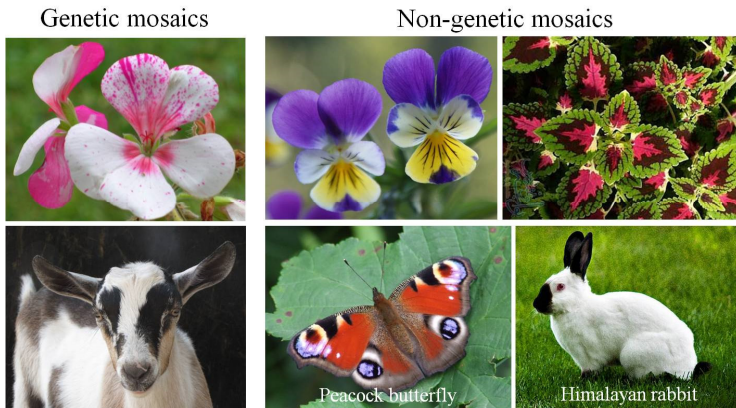 Genetic mosaics
Non-genetic mosaics
Peacock butterfly
Himalayan rabbit